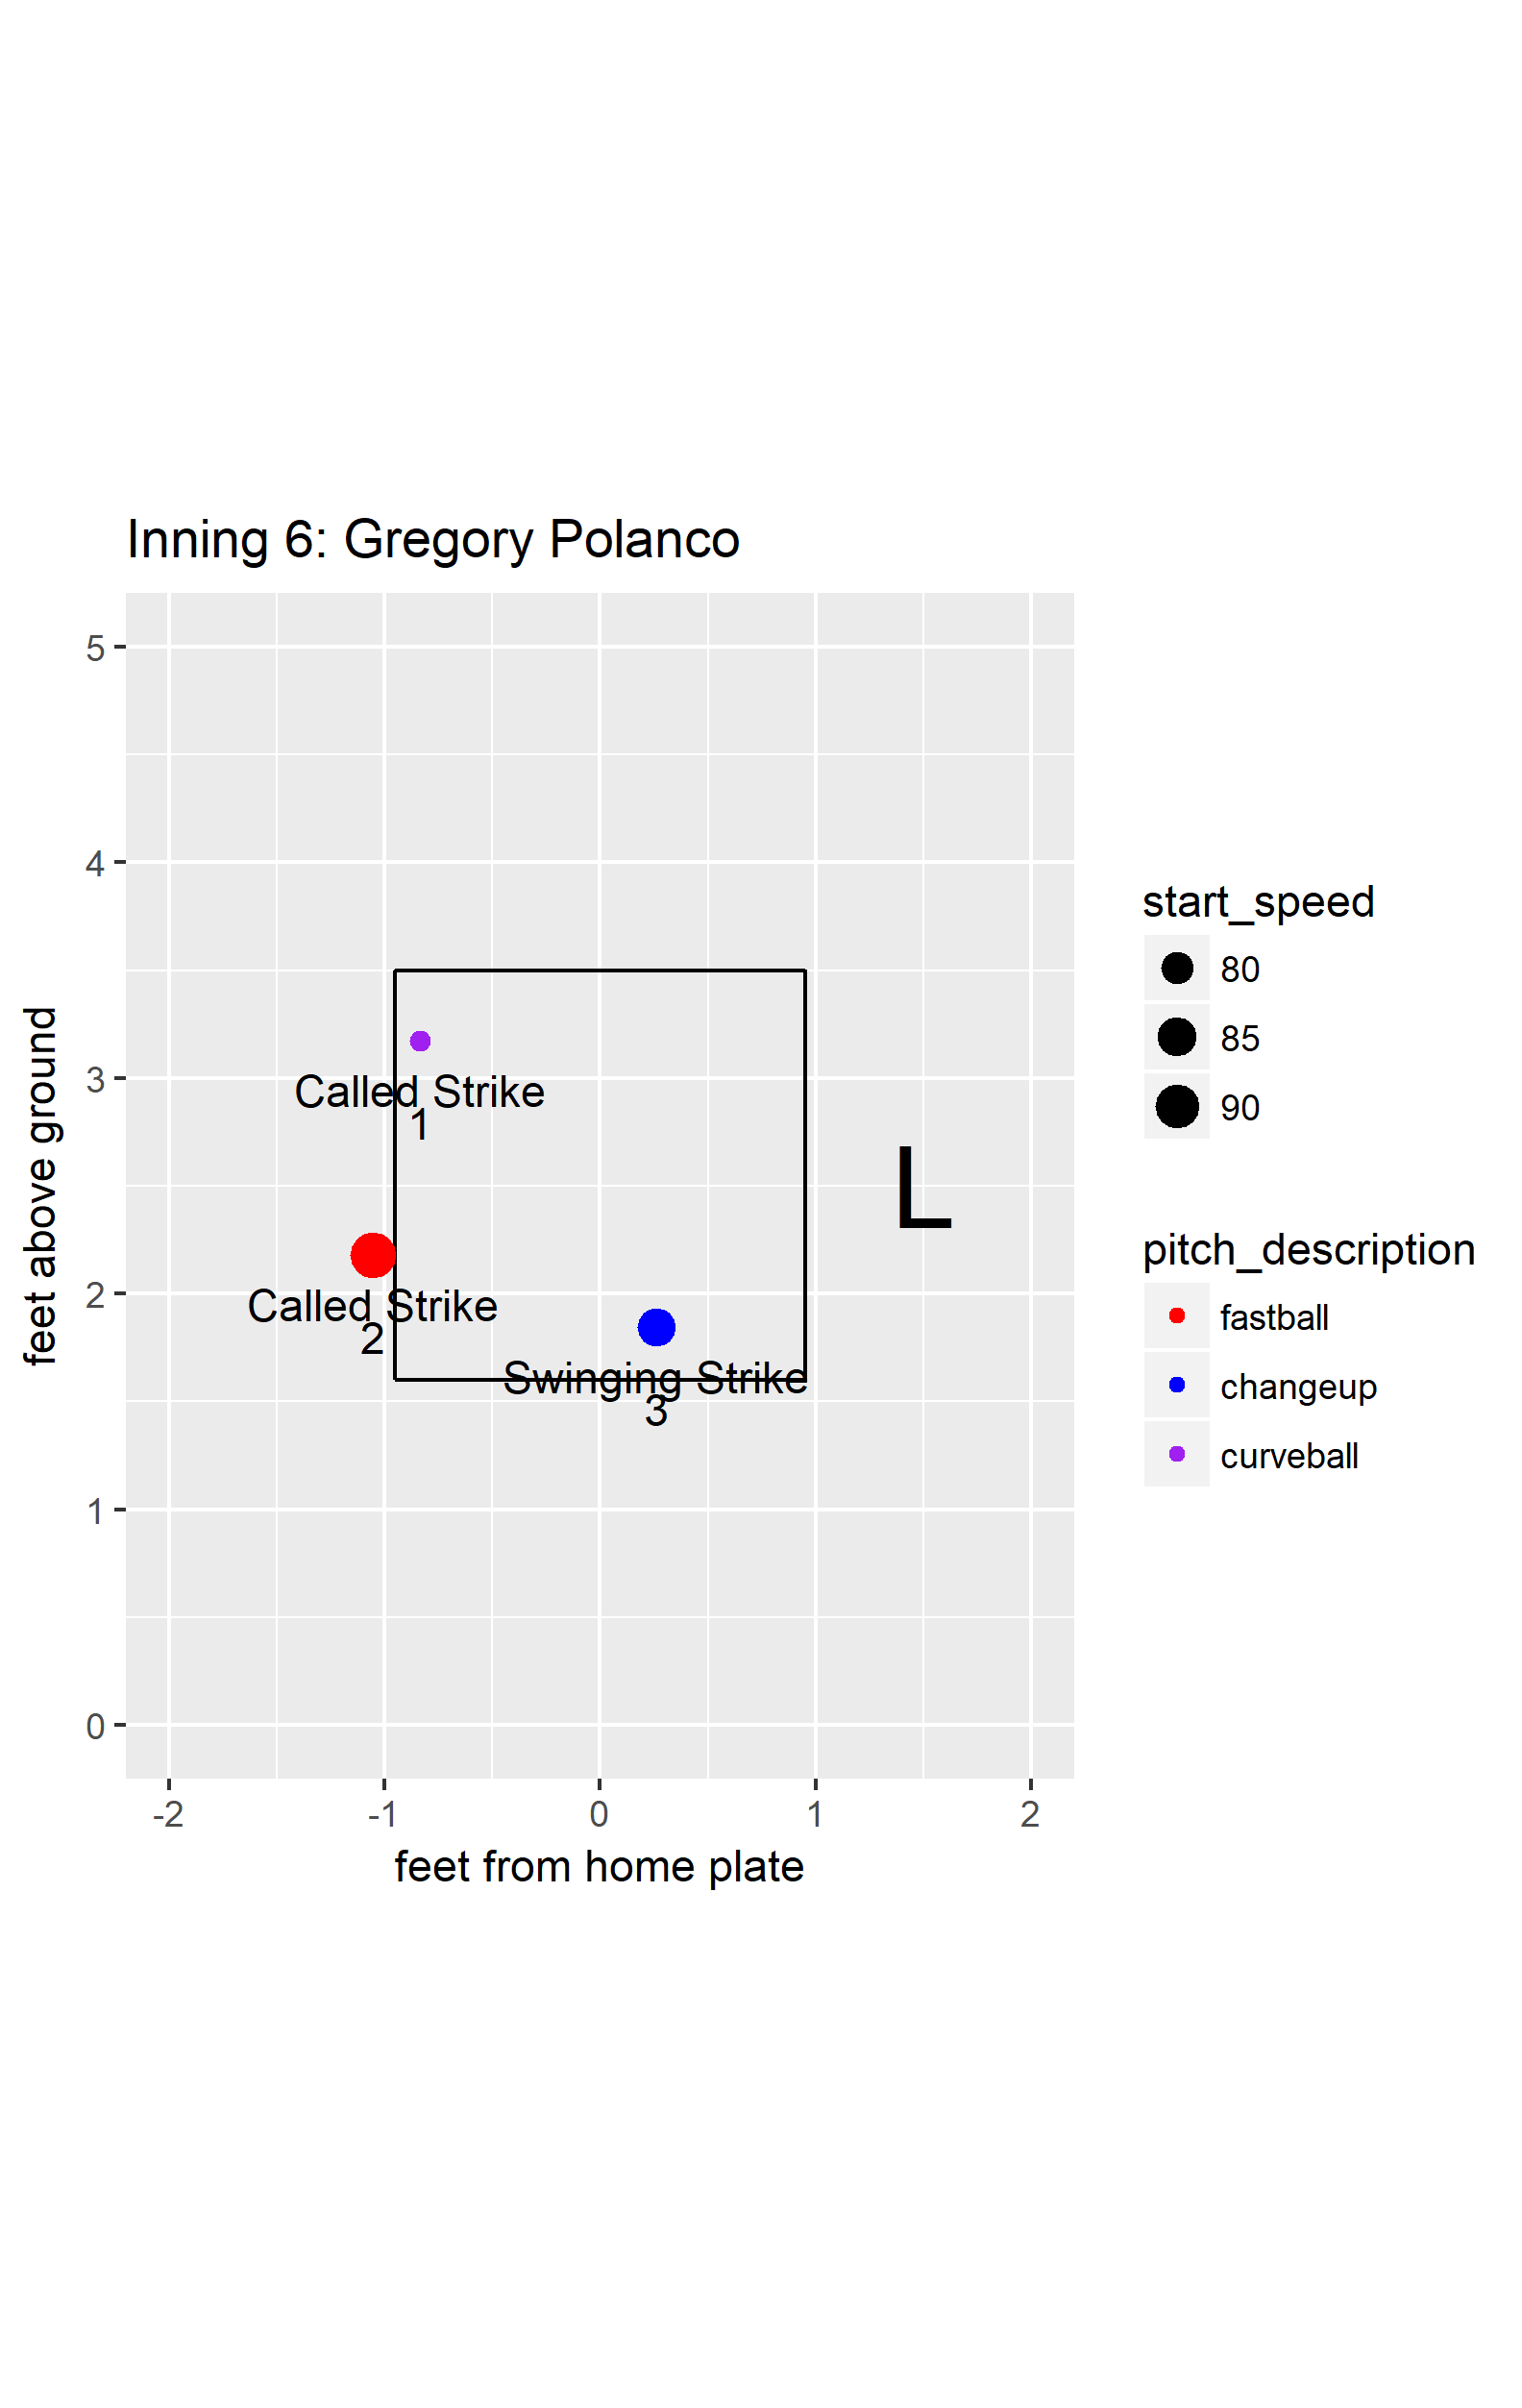 Inning 6: Gregory Polanco
5
4
3
2
1
0
feet above ground
Called Strike
1
Called Strike
2
Swinging Strike
3
L
-2
-1
0
1
2
feet from home plate
start_speed
80
85
90
pitch_description
fastball
changeup
curveball